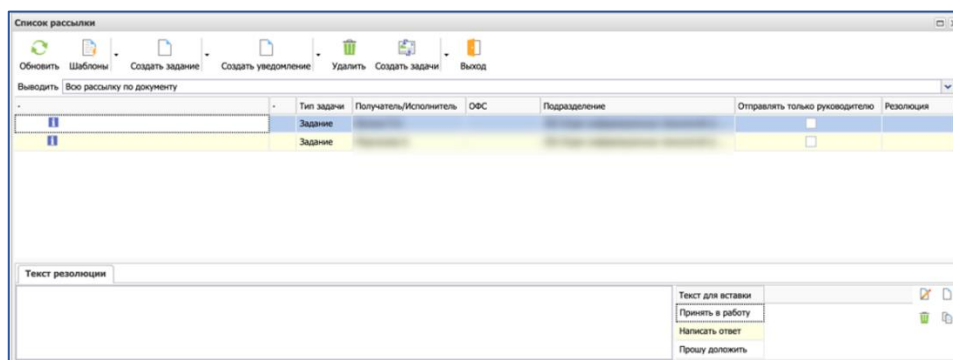 Список рассылки
Обновить Шаблоны Создать задание Создать уведомление Удалить Создать задачи Выход
Выводить Всю рассылку по документу
- - Тип задачи Получатель/Исполнитель ОФС Подразделение Отправлять только руководителю Резолюция
Задание
Задание
Текст резолюции
Текст для вставки
Принять в работу
Написать ответ
Прошу доложить